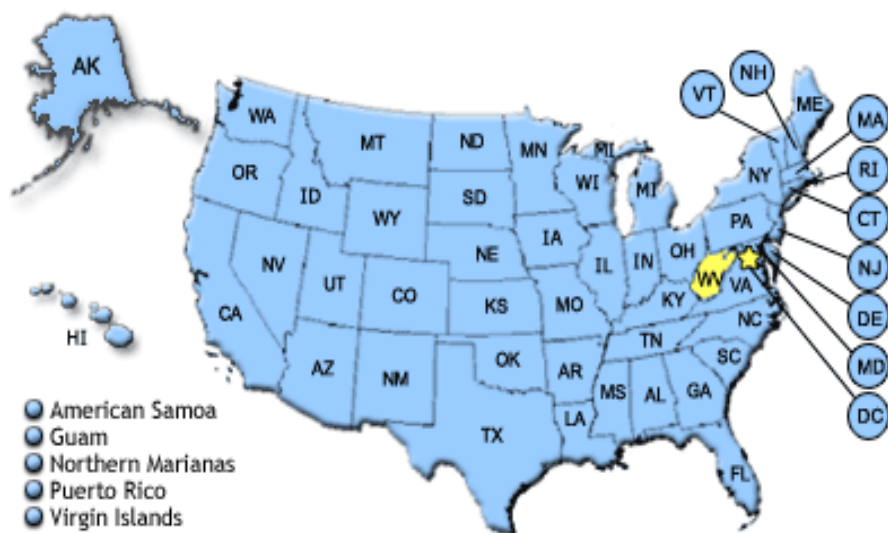 AK
VT
NH
ME
MA
RI
CT
NJ
DE
MD
DC
WA
MT
ND
MN
MI
OR
ID
WY
SD
WI
MI
NY
PA
NE
IA
IL
IN
OH
WV
VA
NV
UT
CO
KS
MO
KY
CA
NC
TN
SC
AZ
NM
OK
AR
MS
AL
GA
TX
LA
FL
HI
American Samoa
Guam
Northern Marianas
Puerto Rico
Virgin Islands